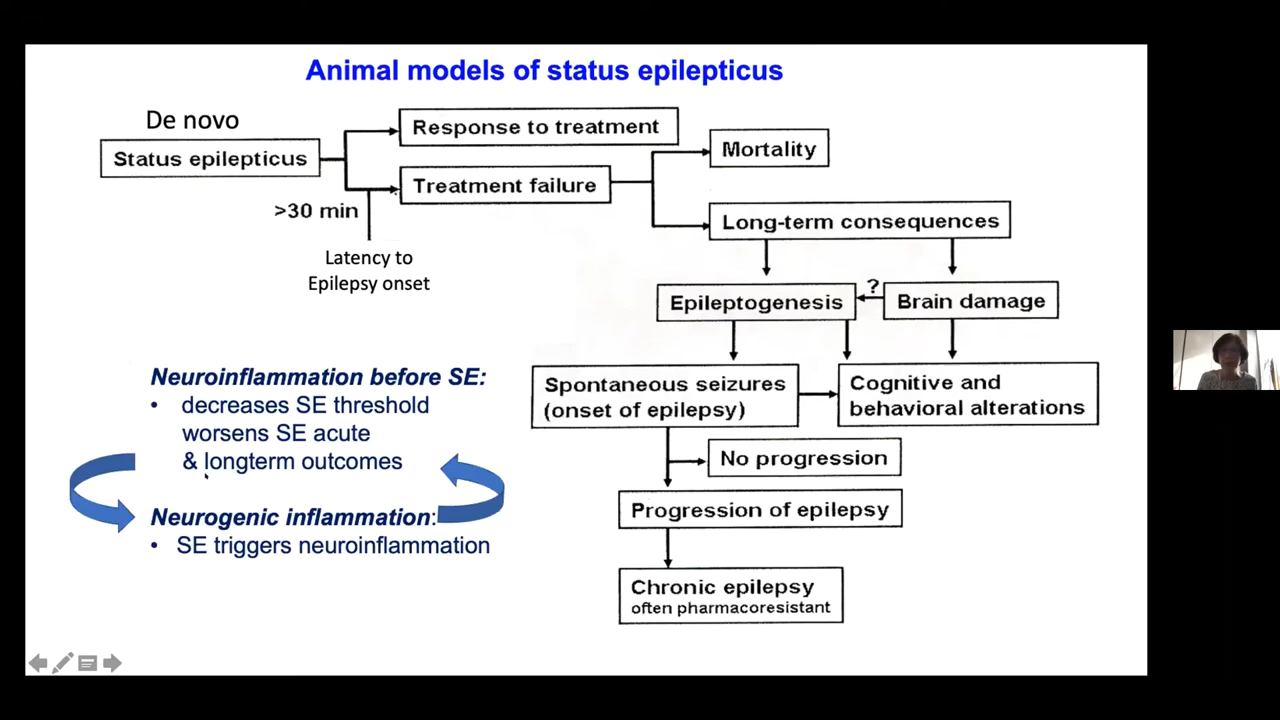 Animal models of status epilepticus
De novo
Status epilepticus
Response to treatment
Treatment failure
>30 min
Latency to
Epilepsy onset
Mortality
Long-term consequences
Epileptogenesis
?
Brain damage
Spontaneous seizures
(onset of epilepsy)
Cognitive and
behavioral alterations
No progression
Progression of epilepsy
Chronic epilepsy
often pharmacoresistant
Neuroinflammation before SE:
• decreases SE threshold
worsens SE acute
& longterm outcomes
Neurogenic inflammation:
• SE triggers neuroinflammation